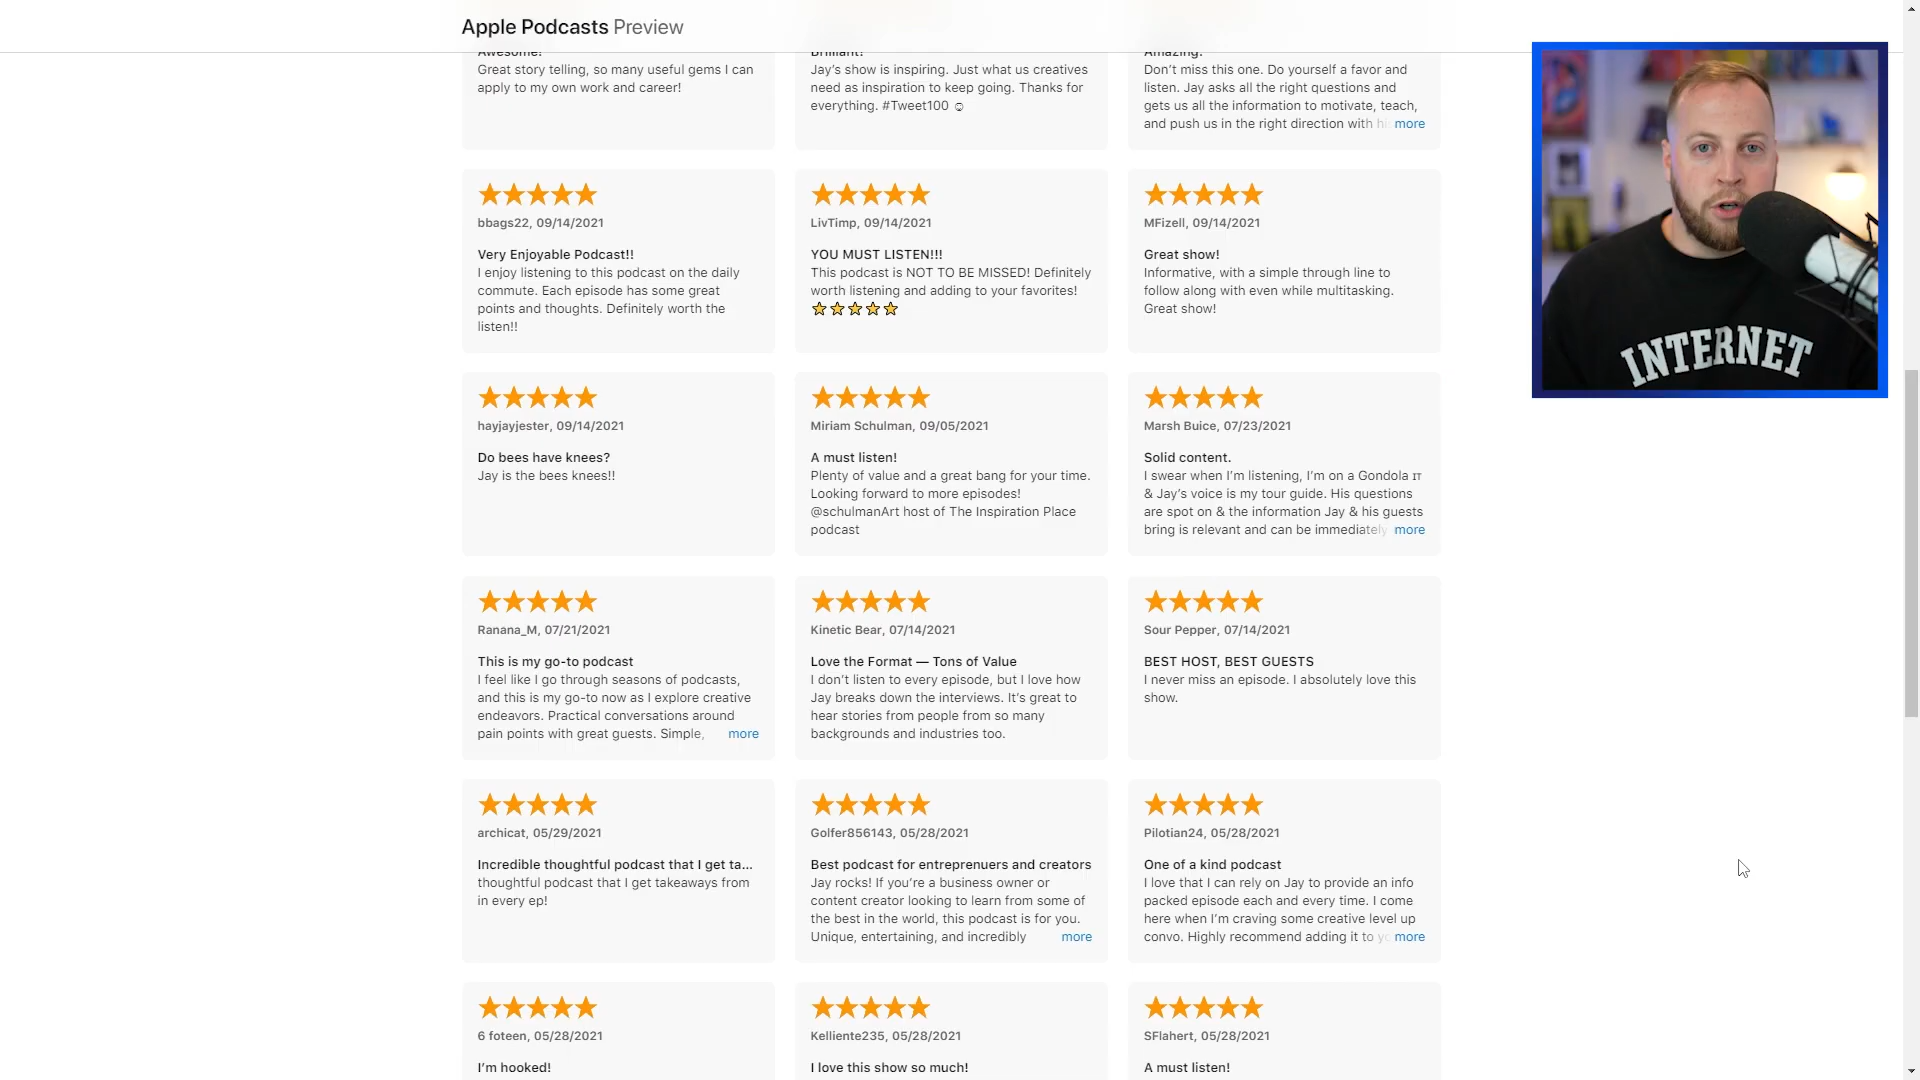 Apple Podcasts Preview
Awesome!
Great story telling, so many useful gems I can
apply to my own work and career!
Brilliant!
Jay’s show is inspiring. Just what us creatives
need as inspiration to keep going. Thanks for
everything. #Tweet100 ☺
Amazing.
Don’t miss this one. Do yourself a favor and
listen. Jay asks all the right questions and
gets us all the information to motivate, teach,
and push us in the right direction with more
bbags22, 09/14/2021
Very Enjoyable Podcast!!
I enjoy listening to this podcast on the daily
commute. Each episode has some great
points and thoughts. Definitely worth the
listen!!
LivTimp, 09/14/2021
YOU MUST LISTEN!!!
This podcast is NOT TO BE MISSED! Definitely
worth listening and adding to your favorites!
MFizell, 09/14/2021
Great show!
Informative, with a simple through line to
follow along with even while multitasking.
Great show!
INTERNET
hayjayjester, 09/14/2021
Do bees have knees?
Jay is the bees knees!!
Miriam Schulman, 09/05/2021
A must listen!
Plenty of value and a great bang for your time.
Looking forward to more episodes!
@schulmanArt host of The Inspiration Place
podcast
Marsh Buice, 07/23/2021
Solid content.
I swear when I’m listening, I’m on a Gondola
& Jay’s voice is my tour guide. His questions
are spot on & the information Jay & his guests
bring is relevant and can be immediately more
Ranana_M, 07/21/2021
This is my go-to podcast
I feel like I go through seasons of podcasts,
and this is my go-to now as I explore creative
endeavors. Practical conversations around
pain points with great guests. Simple, more
Kinetic Bear, 07/14/2021
Love the Format — Tons of Value
I don’t listen to every episode, but I love how
Jay breaks down the interviews. It’s great to
hear stories from people from so many
backgrounds and industries too.
Sour Pepper, 07/14/2021
BEST HOST, BEST GUESTS
I never miss an episode. I absolutely love this
show.
archicat, 05/29/2021
Incredible thoughtful podcast that I get ta...
thoughtful podcast that I get takeaways from
in every ep!
Golfer856143, 05/28/2021
Best podcast for entreprenuers and creators
Jay rocks! If you’re a business owner or
content creator looking to learn from some of
the best in the world, this podcast is for you.
Unique, entertaining, and incredibly more
Pilotian24, 05/28/2021
One of a kind podcast
I love that I can rely on Jay to provide an info
packed episode each and every time. I come
here when I’m craving some creative level up
convo. Highly recommend adding it to more
6 foteen, 05/28/2021
I’m hooked!
Kelliente235, 05/28/2021
I love this show so much!
SFlahert, 05/28/2021
A must listen!